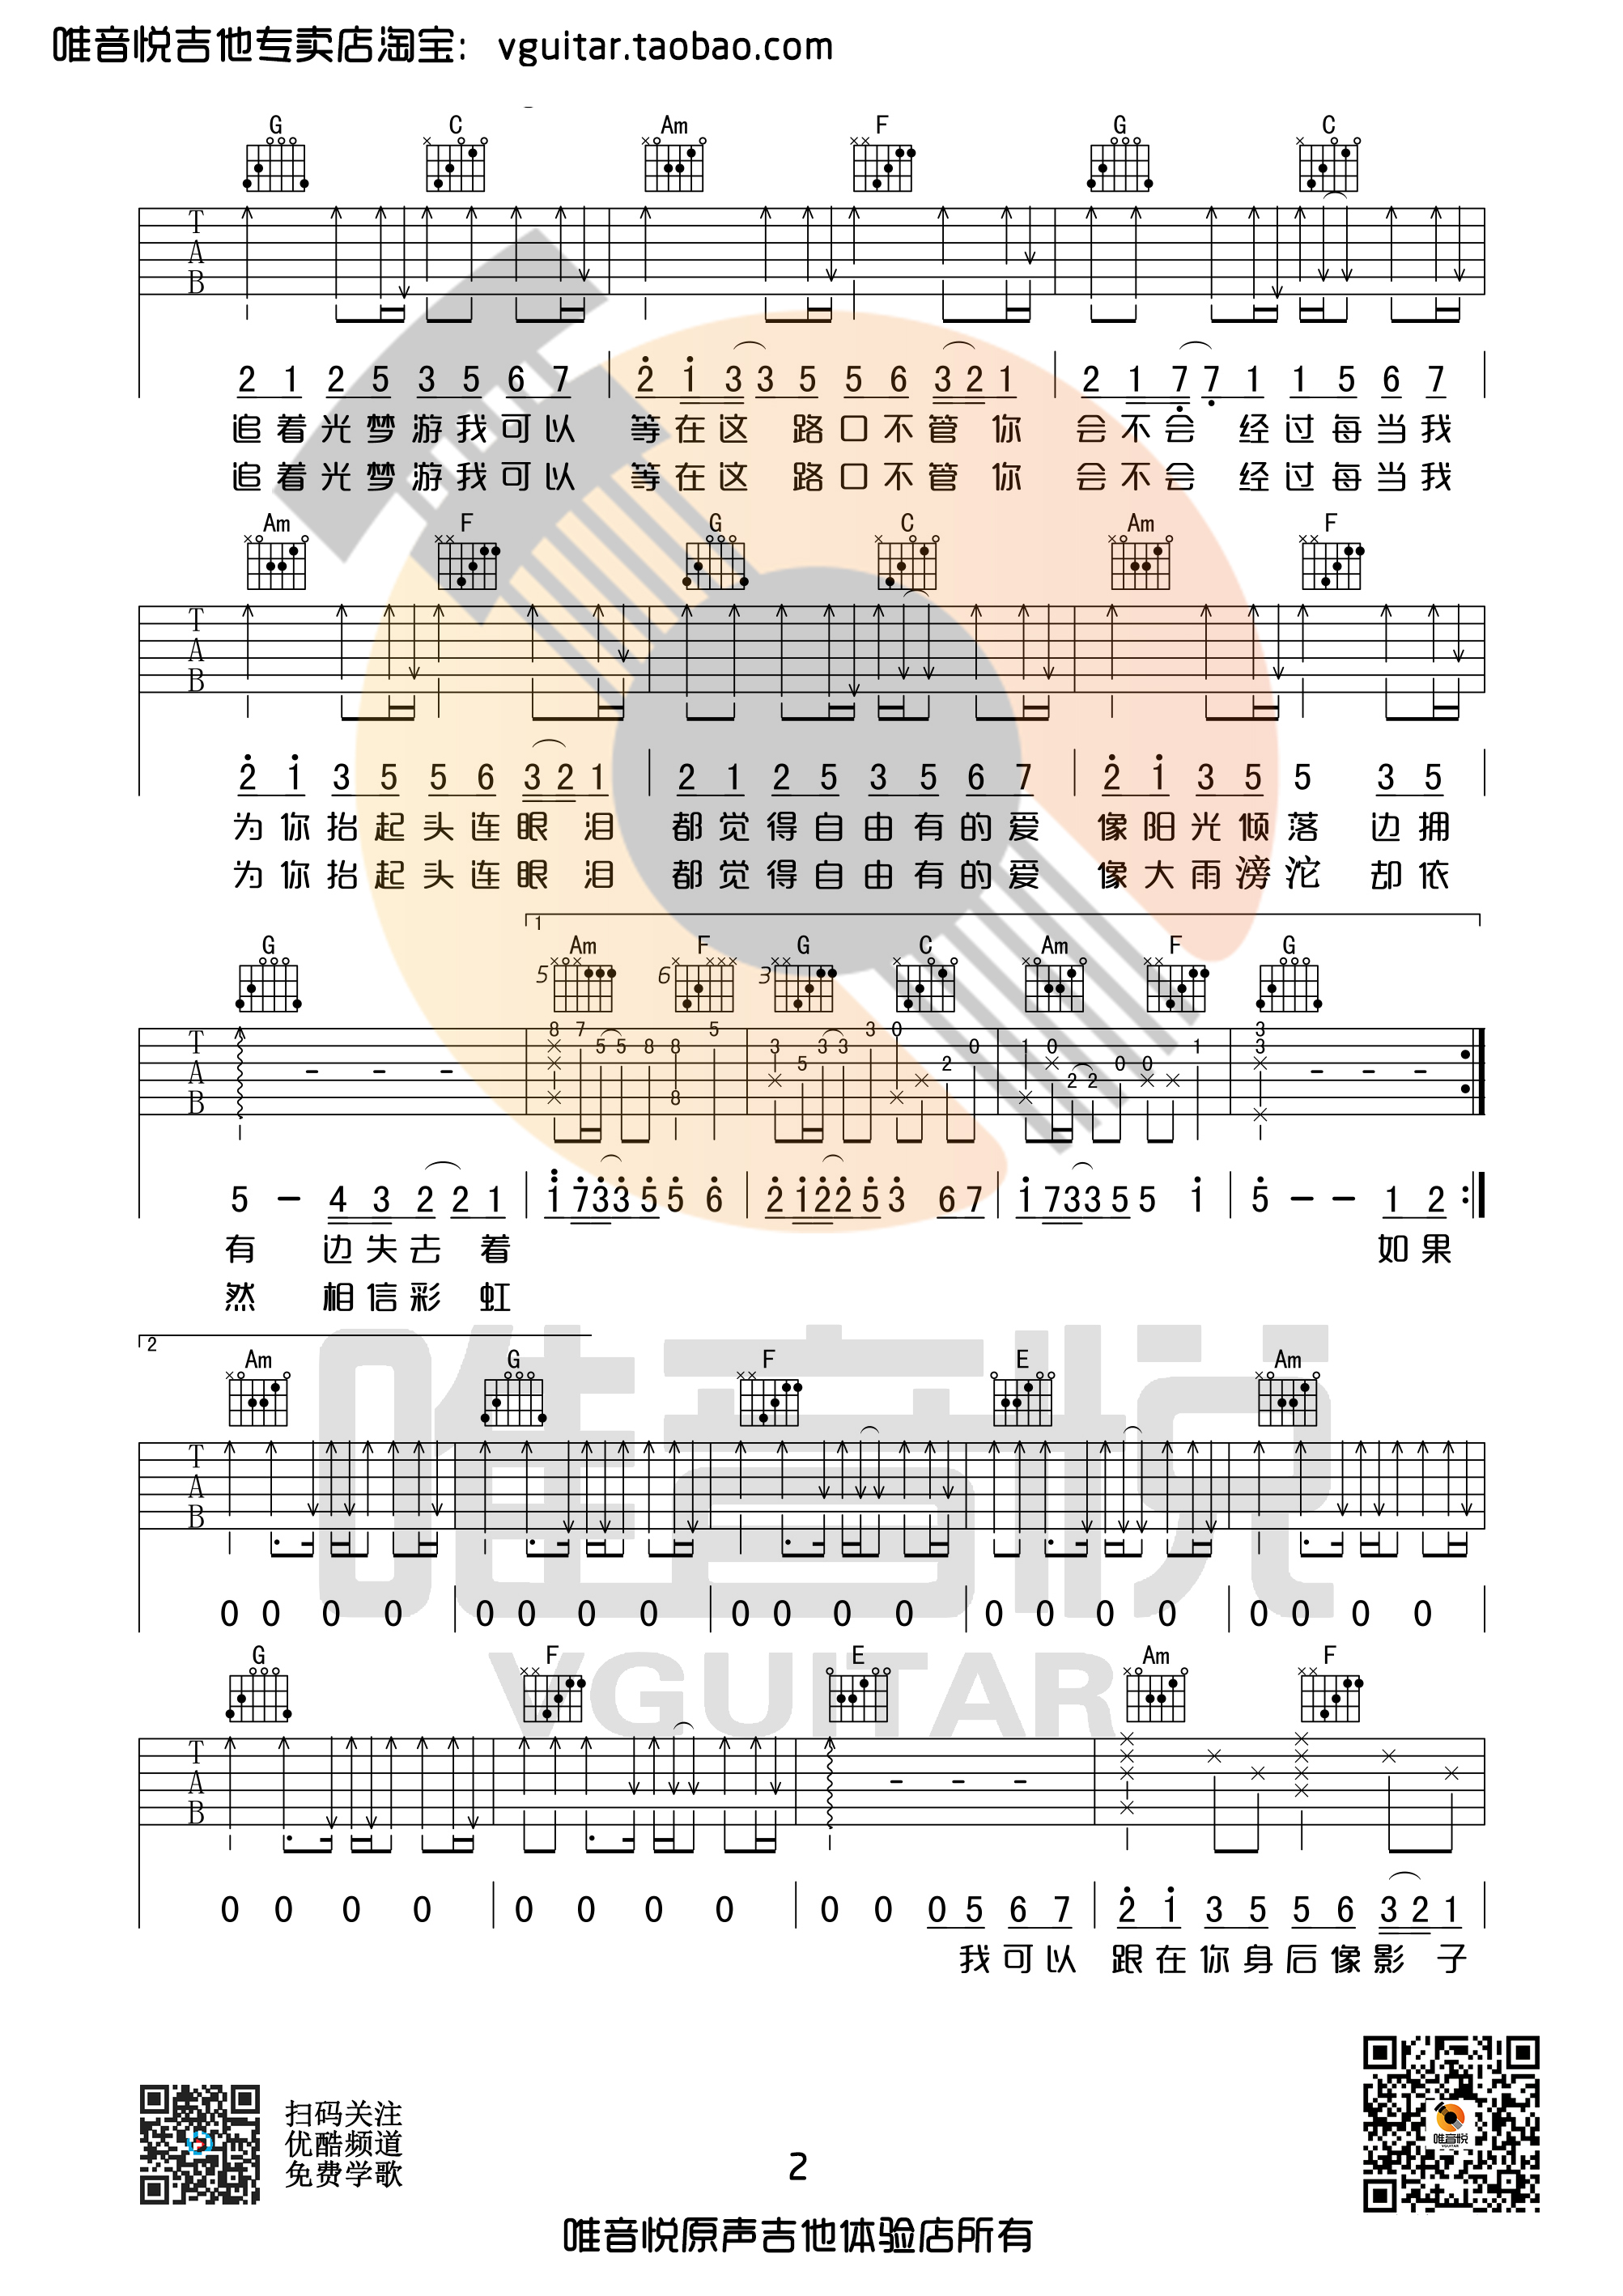 唯音悦吉他专卖店淘宝: vguitar.taobao.com
G C Am F G C
T
A
B
2 1 2 5 3 5 6 7 2 1 3 3 5 5 6 3 2 1 2 1 7 7 1 1 5 6 7
追着光梦游我可以 等在这 路口不管 你 会不会 经过每当我
追着光梦游我可以 等在这 路口不管 你 会不会 经过每当我
Am F G C Am F
T
A
B
2 1 3 5 5 6 3 2 1 2 1 2 5 3 5 6 7 2 1 3 5 5 3 5
为你抬起头连眼 泪 都觉得自由有的爱 像阳光倾落 边拥
为你抬起头连眼 泪 都觉得自由有的爱 像大雨滂沱 却依
1
G Am F G C Am F G
5 6 3
8 7 5 5 8 8 8 5 3 5 3 3 3 0 2 0 1 0 2 2 0 0 1 3 3
T
A
B
5 – 4 3 2 2 1 1 7 3 3 5 5 6 2 1 2 2 5 3 6 7 1 7 3 3 5 5 1 5 – – 1 2
有 边失去 着 如果
然 相信彩 虹
2
Am G F E Am
T
A
B
0 0 0 0 0 0 0 0 0 0 0 0 0 0 0 0 0 0 0 0
G F E Am F
T
A
B
0 0 0 0 0 0 0 0 0 0 0 5 6 7 2 1 3 5 5 6 3 2 1
我可以 跟在你身后像影 子
唯音悦
VGUITAR
扫码关注
优酷频道
免费学歌
唯音悦
VGUITAR
2
唯音悦原声吉他体验店所有